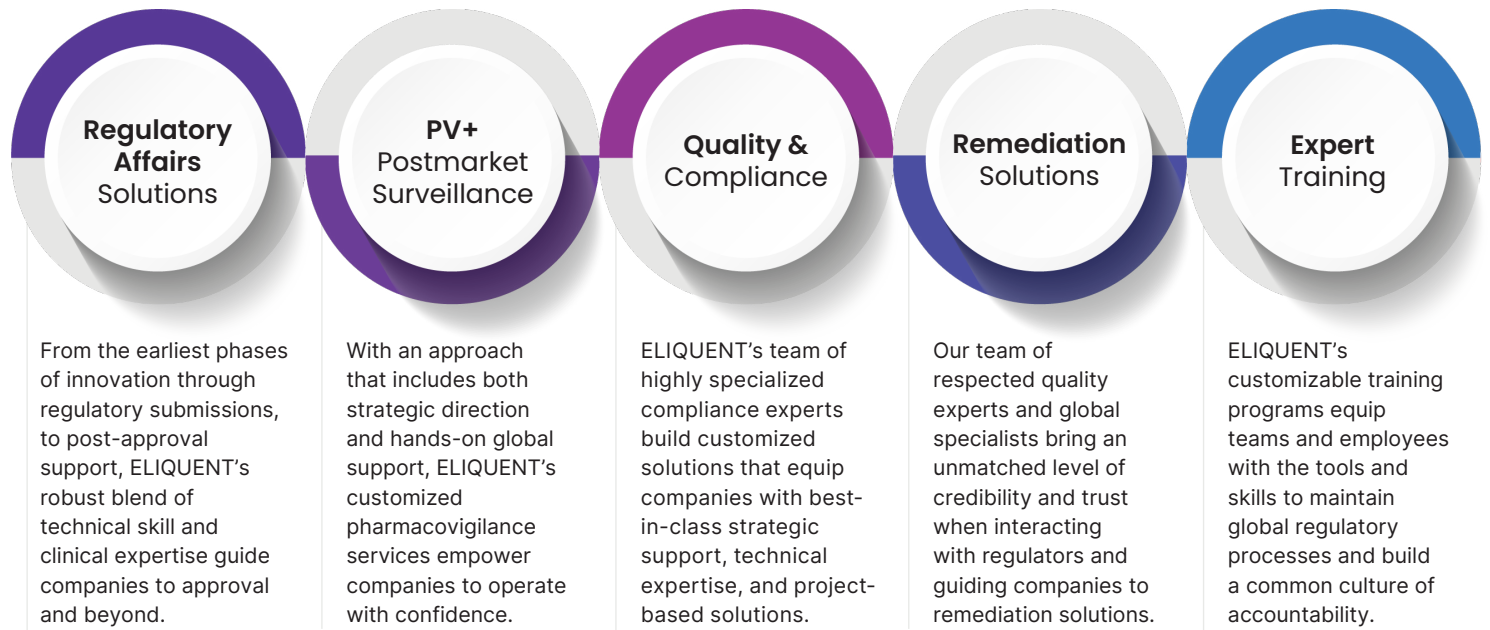 Regulatory
Affairs
Solutions
From the earliest phases
of innovation through
regulatory submissions,
to post-approval
support, ELIQUENT’s
robust blend of
technical skill and
clinical expertise guide
companies to approval
and beyond.
PV+
Postmarket
Surveillance
With an approach
that includes both
strategic direction
and hands-on global
support, ELIQUENT’s
customized
pharmacovigilance
services empower
companies to operate
with confidence.
Quality &
Compliance
ELIQUENT’s team of
highly specialized
compliance experts
build customized
solutions that equip
companies with best-
in-class strategic
support, technical
expertise, and project-
based solutions.
Remediation
Solutions
Our team of
respected quality
experts and global
specialists bring an
unmatched level of
credibility and trust
when interacting
with regulators and
guiding companies to
remediation solutions.
Expert
Training
ELIQUENT’s
customizable training
programs equip
teams and employees
with the tools and
skills to maintain
global regulatory
processes and build
a common culture of
accountability.